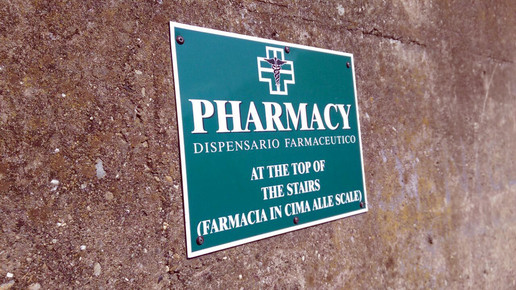 PHARMACY
DISPENSARIO FARMACEUTICO
AT THE TOP OF
THE STAIRS
(FARMACIA IN CIMA ALLE SCALE)